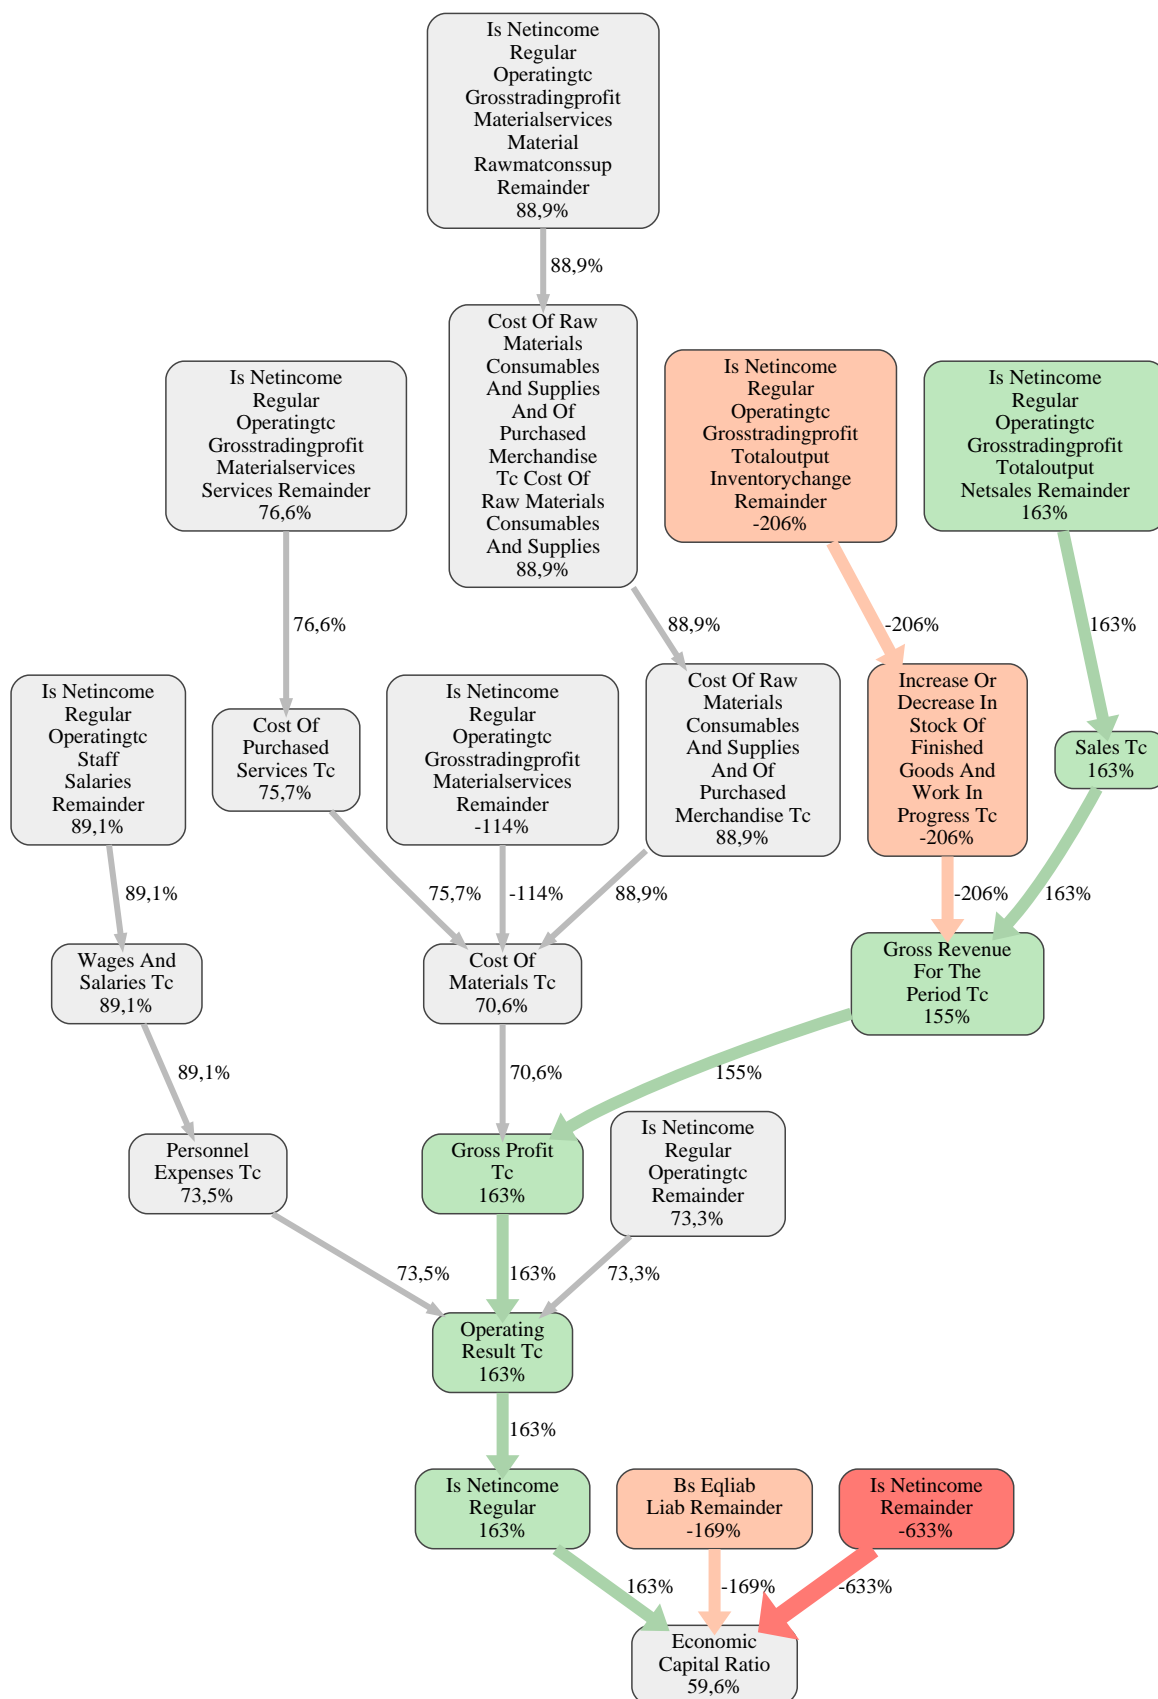 Is Netincome
Regular
Operatingtc
Grosstradingprofit
Materialservices
Material
Rawmatconssup
Remainder
88,9%
88,9%
Cost Of Raw
Materials
Consumables
And Supplies
And Of
Purchased
Merchandise
Tc Cost Of
Raw Materials
Consumables
And Supplies
88,9%
Is Netincome
Regular
Operatingtc
Grosstradingprofit
Materialservices
Services Remainder
76,6%
Is Netincome
Regular
Operatingtc
Grosstradingprofit
Totaloutput
Inventorychange
Remainder
-206%
Is Netincome
Regular
Operatingtc
Grosstradingprofit
Totaloutput
Netsales Remainder
163%
76,6%
88,9%
-206%
163%
Is Netincome
Regular
Operatingtc
Staff
Salaries
Remainder
89,1%
Cost Of
Purchased
Services Tc
75,7%
Is Netincome
Regular
Operatingtc
Grosstradingprofit
Materialservices
Remainder
-114%
Cost Of Raw
Materials
Consumables
And Supplies
And Of
Purchased
Merchandise Tc
88,9%
Increase Or
Decrease In
Stock Of
Finished
Goods And
Work In
Progress Tc
-206%
Sales Tc
163%
89,1%
75,7%
-114%
88,9%
-206%
163%
Wages And
Salaries Tc
89,1%
Cost Of
Materials Tc
70,6%
Gross Revenue
For The
Period Tc
155%
89,1%
70,6%
155%
Personnel
Expenses Tc
73,5%
Gross Profit
Tc
163%
Is Netincome
Regular
Operatingtc
Remainder
73,3%
73,5%
163%
73,3%
Operating
Result Tc
163%
163%
Is Netincome
Regular
163%
Bs Eqliab
Liab Remainder
-169%
Is Netincome
Remainder
-633%
163%
-169%
-633%
Economic
Capital Ratio
59,6%